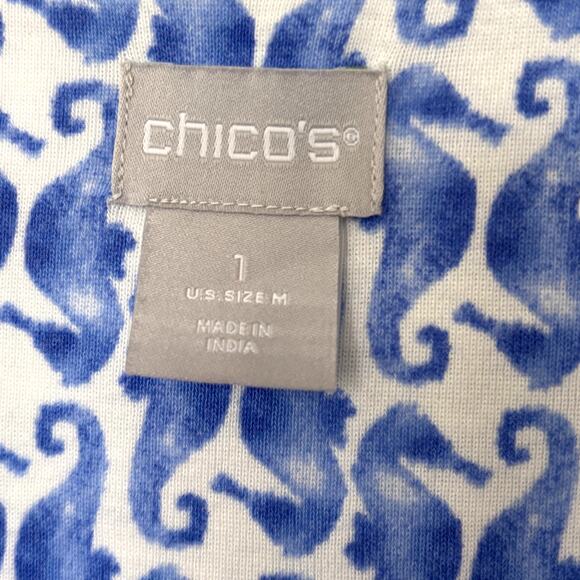 chico's®
1
U.S. SIZE M
MADE IN
INDIA